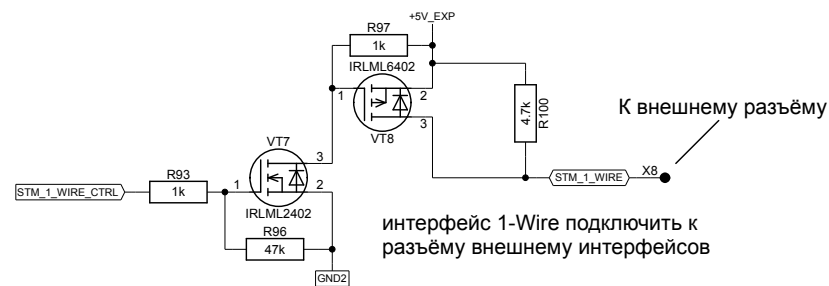 +5V_EXP
R97
1k
IRLML6402
1
2
3
VT8
4.7k
R100
К внешнему разъёму
VT7
3
1
2
IRLML2402
R93
1k
STM_1_WIRE_CTRL
STM_1_WIRE
X8
R96
47k
GND2
интерфейс 1-Wire подключить к
разъёму внешнему интерфейсов